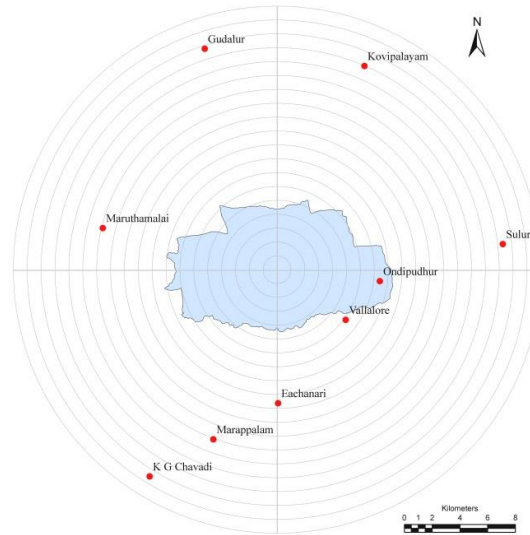 N
Gudalur
Kovipalayam
Maruthamalai
Sulur
Ondipudhur
Vallalore
Eachanari
Marappalam
K G Chavadi
Kilometers
0 1 2 4 6 8